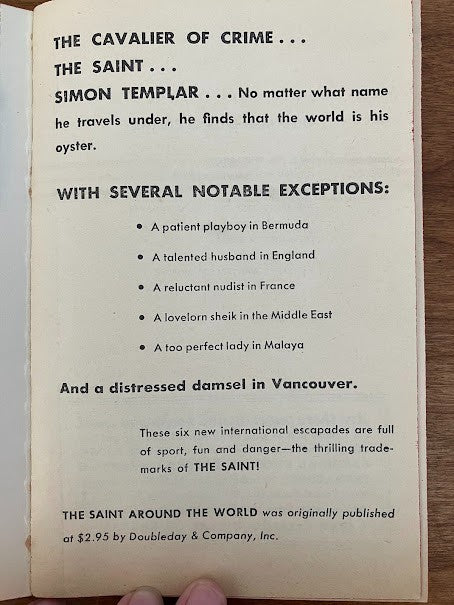 THE CAVALIER OF CRIME...
THE SAINT...
SIMON TEMPLAR...No matter what name
he travels under, he finds that the world is his
oyster.
WITH SEVERAL NOTABLE EXCEPTIONS:
• A patient playboy in Bermuda
• A talented husband in England
• A reluctant nudist in France
• A lovelorn sheik in the Middle East
• A too perfect lady in Malaya
And a distressed damsel in Vancouver.
These six new international escapades are full
of sport, fun and danger—the thrilling trade-
marks of THE SAINT!
THE SAINT AROUND THE WORLD was originally published
at $2.95 by Doubleday & Company, Inc.